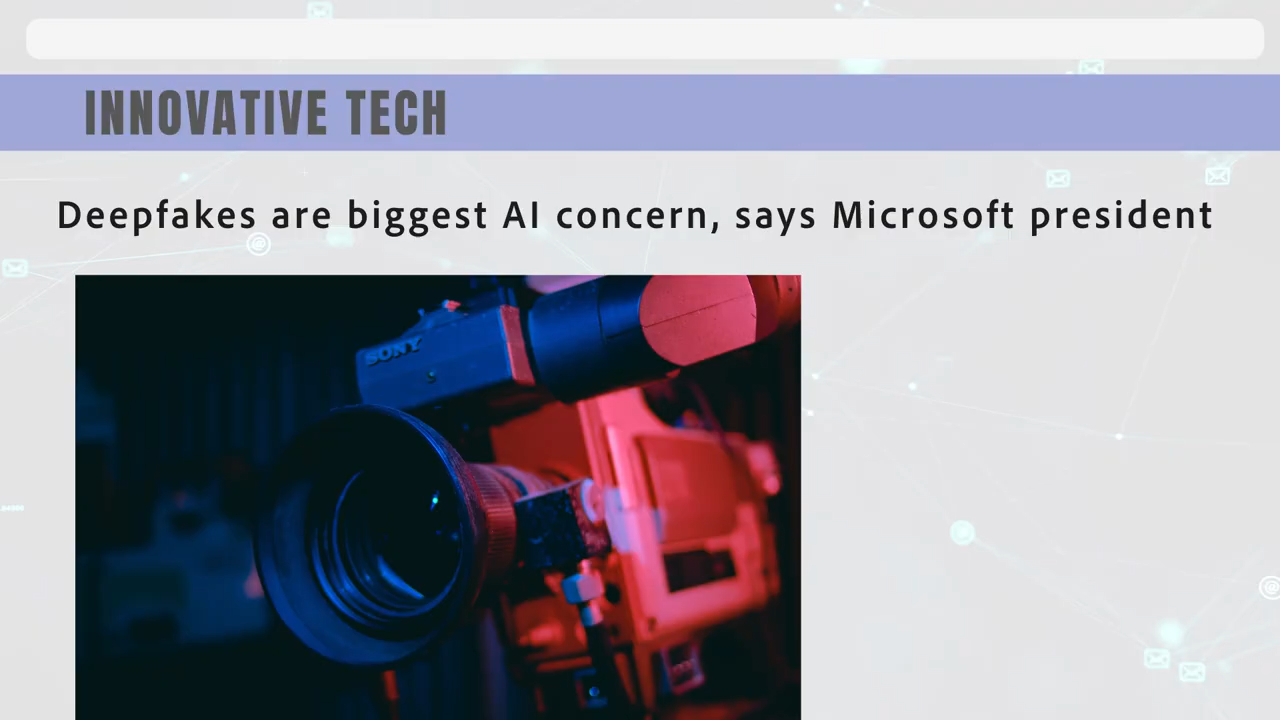 INNOVATIVE TECH
Deepfakes are biggest AI concern, says Microsoft president
SONY